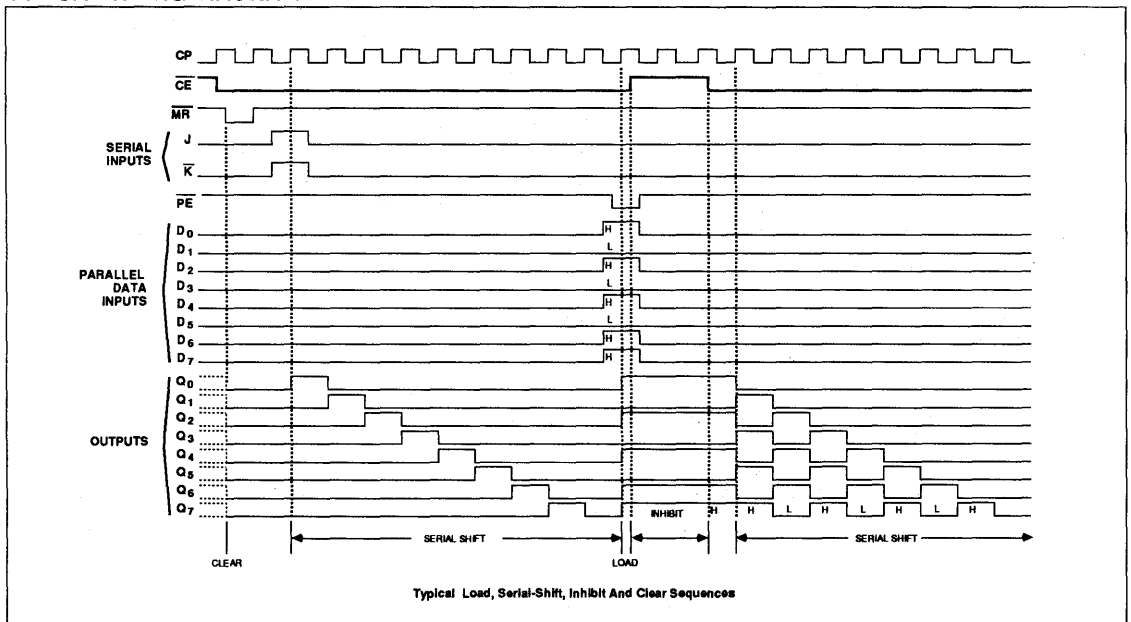 CP
CE
MR
J
SERIAL
INPUTS
K
PE
D0
D1
D2
D3
D4
D5
D6
D7
PARALLEL
DATA
INPUTS
H
L
H
L
H
L
H
H
Q0
Q1
Q2
Q3
Q4
Q5
Q6
Q7
OUTPUTS
INHIBIT
H H L H L H L H
SERIAL SHIFT
SERIAL SHIFT
CLEAR
LOAD
Typical Load, Serial-Shift, Inhibit And Clear Sequences